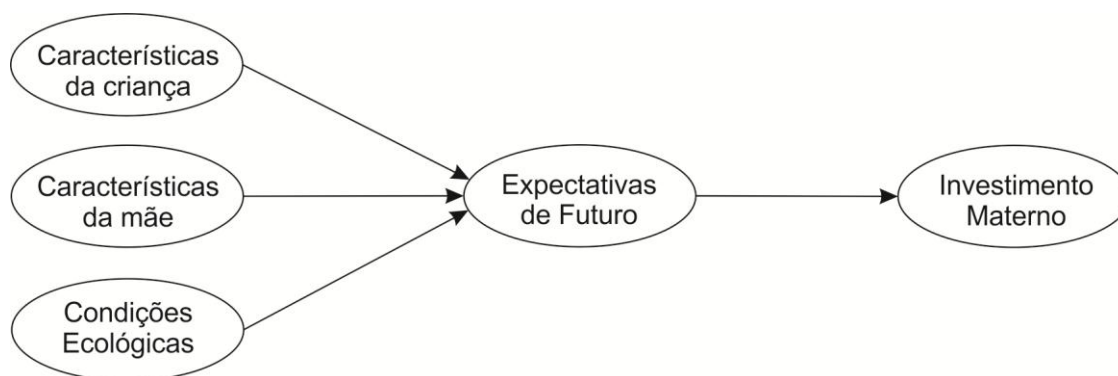 Características
da criança
Características
da mãe
Condições
Ecológicas
Expectativas
de Futuro
Investimento
Materno